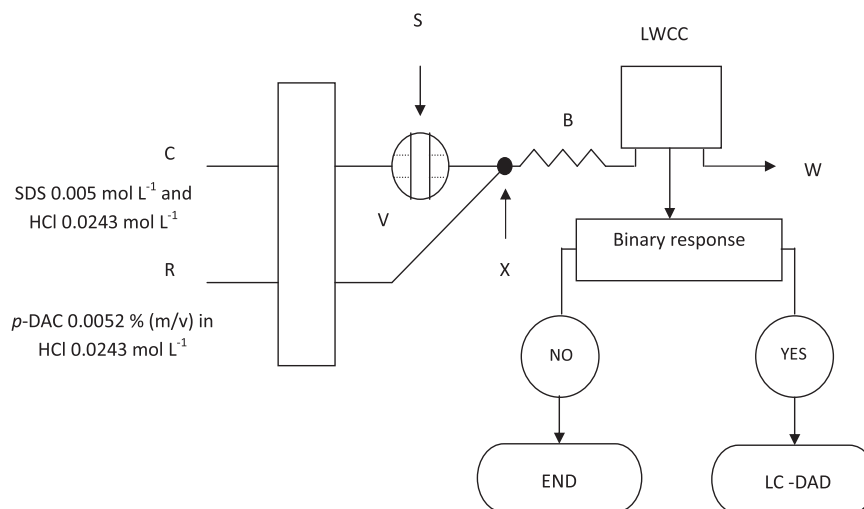 S
LWCC
B
C
W
SDS 0.005 mol L⁻¹ and
HCl 0.0243 mol L⁻¹
V
Binary response
R
X
p-DAC 0.0052 % (m/v) in
HCl 0.0243 mol L⁻¹
NO
YES
END
LC -DAD